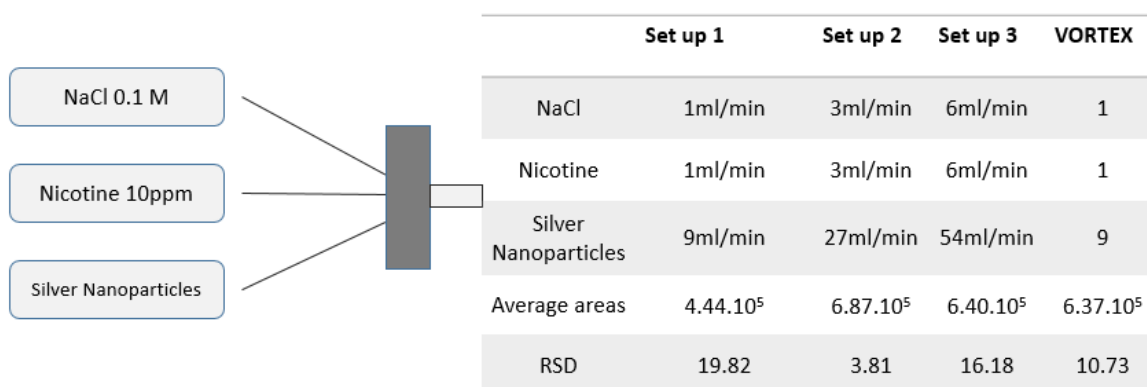 NaCl 0.1 M
Nicotine 10ppm
Silver Nanoparticles
Set up 1 Set up 2 Set up 3 VORTEX
NaCl 1ml/min 3ml/min 6ml/min 1
Nicotine 1ml/min 3ml/min 6ml/min 1
Silver
Nanoparticles 9ml/min 27ml/min 54ml/min 9
Average areas 4.44.10⁵ 6.87.10⁵ 6.40.10⁵ 6.37.10⁵
RSD 19.82 3.81 16.18 10.73